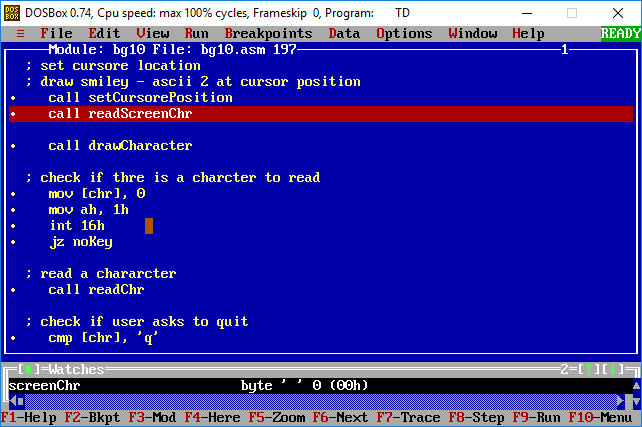 DOSBox 0.74, Cpu speed: max 100% cycles, Frameskip 0, Program: TD
≡ File Edit View Run Breakpoints Data Options Window Help READY
Module: bg10 File: bg10.asm 197 1
; set cursore location
; draw smiley - ascii 2 at cursor position
• call setCursorePosition
• call readScreenChr
• call drawCharacter
; check if thre is a charcter to read
• mov [chr], 0
• mov ah, 1h
• int 16h
• jz noKey
; read a chararcter
• call readChr
; check if user asks to quit
• cmp [chr], 'q'
[■]=Watches 2=[↑][↓]
screenChr byte ' ' 0 (00h)
F1-Help F2-Bkpt F3-Mod F4-Here F5-Zoom F6-Next F7-Trace F8-Step F9-Run F10-Menu